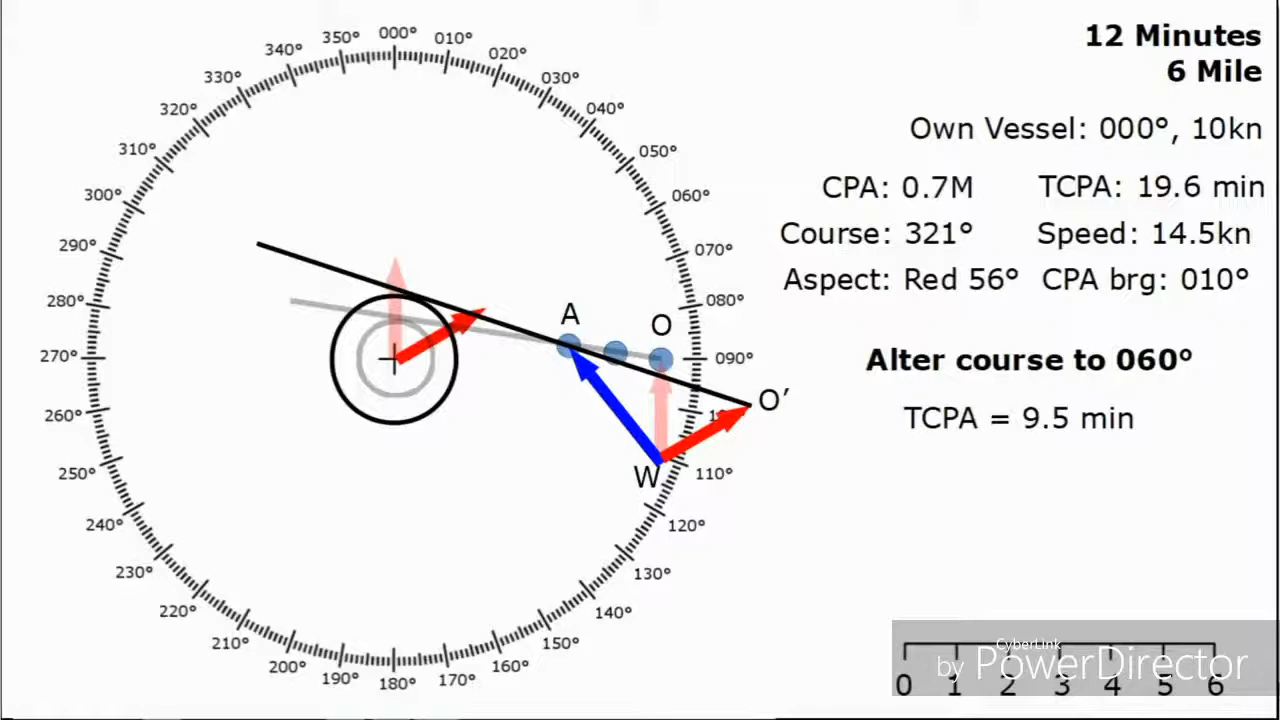 12 Minutes
6 Mile
Own Vessel: 000°, 10kn
CPA: 0.7M TCPA: 19.6 min
Course: 321° Speed: 14.5kn
Aspect: Red 56° CPA brg: 010°
Alter course to 060°
TCPA = 9.5 min
000°
010°
020°
030°
040°
050°
060°
070°
080°
090°
110°
120°
130°
140°
150°
160°
170°
180°
190°
200°
210°
220°
230°
240°
250°
260°
270°
280°
290°
300°
310°
320°
330°
340°
350°
A
O
O’
W
0 1 2 3 4 5 6
CyberLink
by PowerDirector